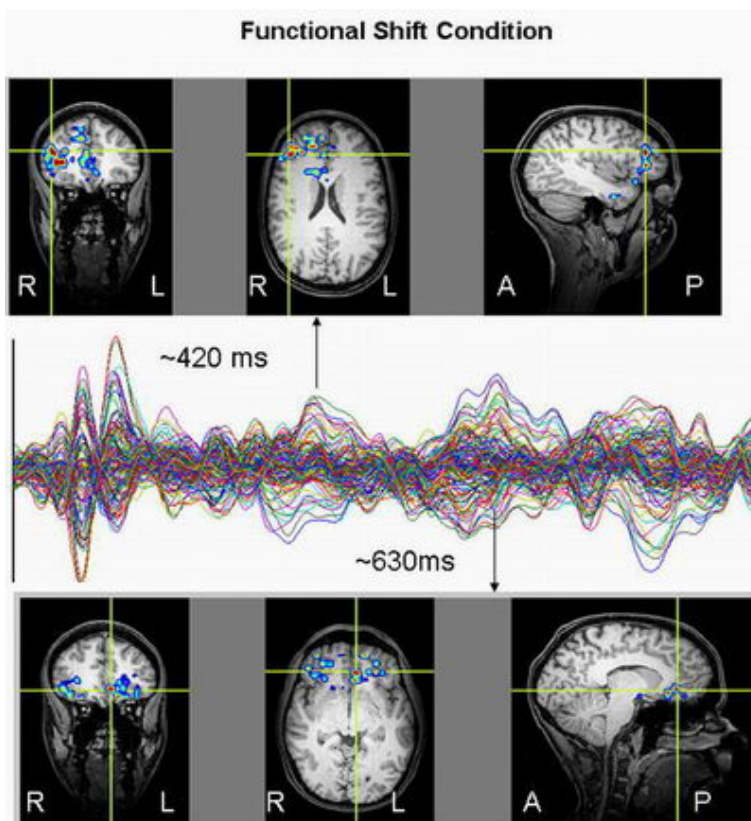 Functional Shift Condition
R L R L A P
~420 ms
~630ms
R L R L A P